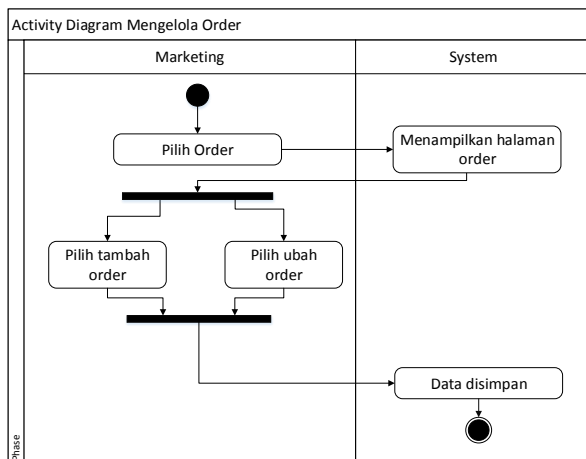 Activity Diagram Mengelola Order
Marketing
System
Pilih Order
Menampilkan halaman
order
Pilih tambah
order
Pilih ubah
order
Data disimpan
Phase